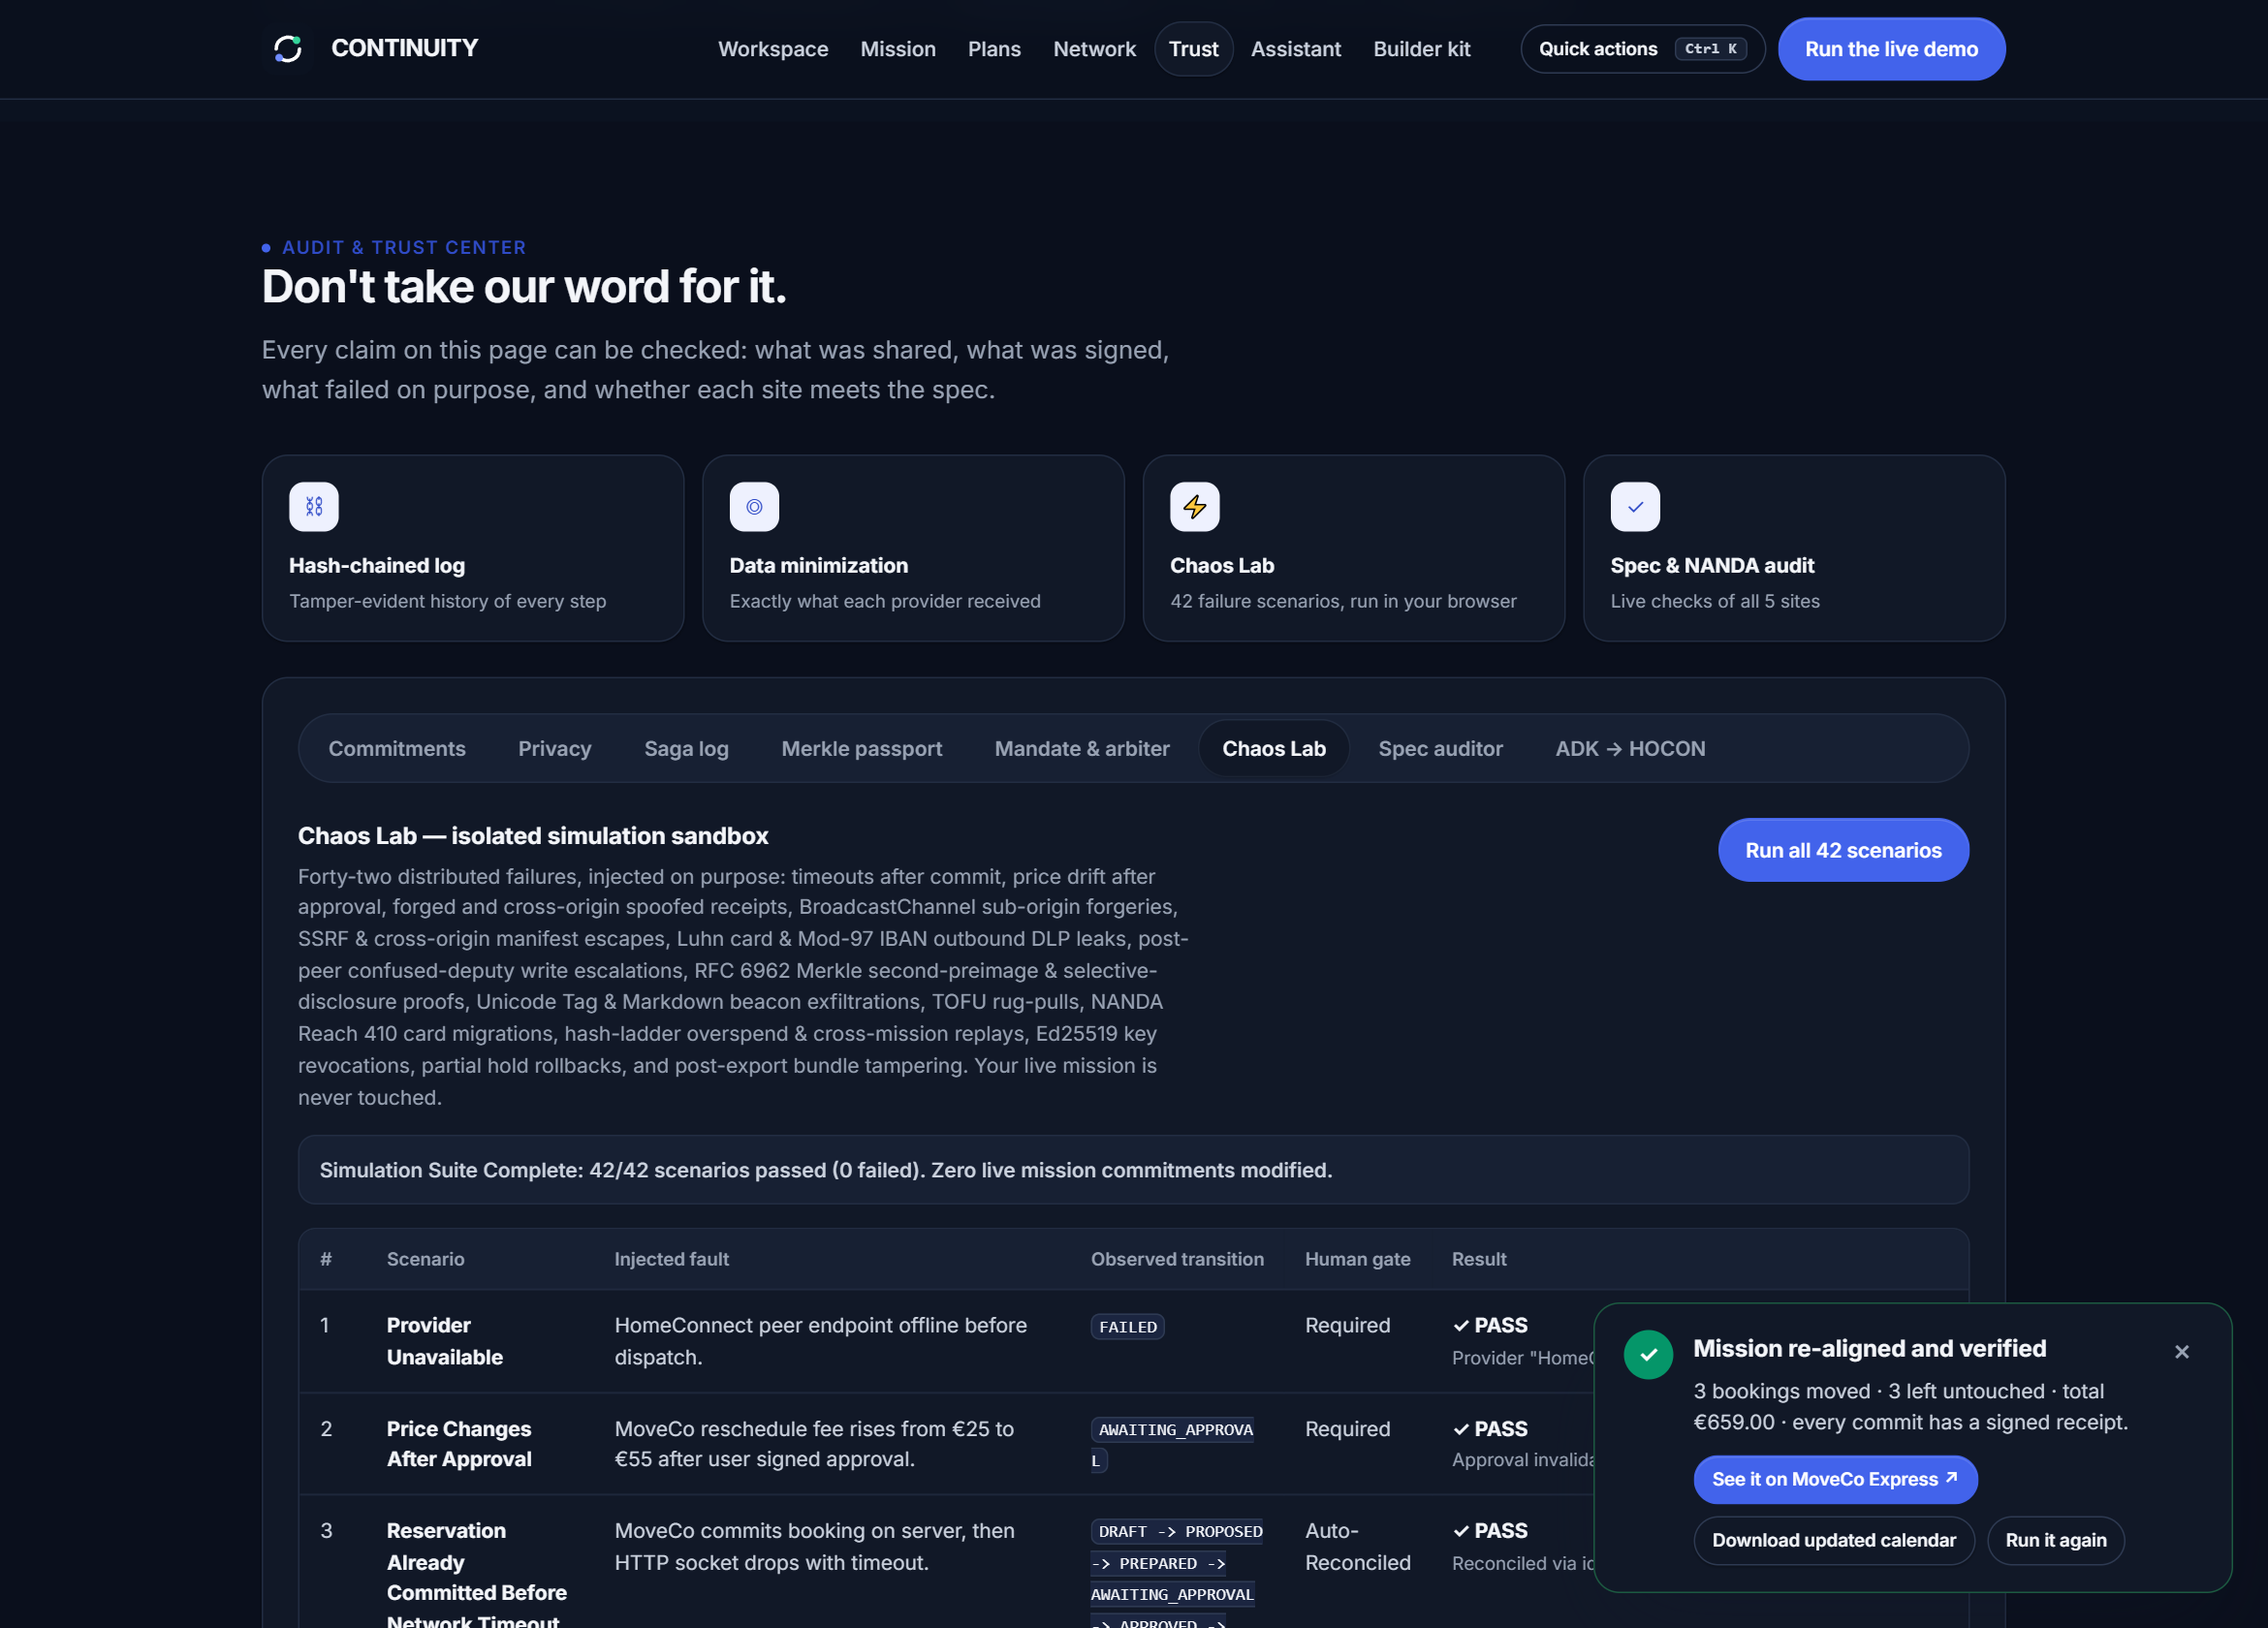 CONTINUITY
Workspace Mission Plans Network Trust Assistant Builder kit Quick actions Ctrl K Run the live demo
AUDIT & TRUST CENTER
Don't take our word for it.
Every claim on this page can be checked: what was shared, what was signed,
what failed on purpose, and whether each site meets the spec.
Hash-chained log
Tamper-evident history of every step
Data minimization
Exactly what each provider received
Chaos Lab
42 failure scenarios, run in your browser
Spec & NANDA audit
Live checks of all 5 sites
Commitments Privacy Saga log Merkle passport Mandate & arbiter Chaos Lab Spec auditor ADK → HOCON
Chaos Lab — isolated simulation sandbox
Run all 42 scenarios
Forty-two distributed failures, injected on purpose: timeouts after commit, price drift after
approval, forged and cross-origin spoofed receipts, BroadcastChannel sub-origin forgeries,
SSRF & cross-origin manifest escapes, Luhn card & Mod-97 IBAN outbound DLP leaks, post-
peer confused-deputy write escalations, RFC 6962 Merkle second-preimage & selective-
disclosure proofs, Unicode Tag & Markdown beacon exfiltrations, TOFU rug-pulls, NANDA
Reach 410 card migrations, hash-ladder overspend & cross-mission replays, Ed25519 key
revocations, partial hold rollbacks, and post-export bundle tampering. Your live mission is
never touched.
Simulation Suite Complete: 42/42 scenarios passed (0 failed). Zero live mission commitments modified.
# Scenario Injected fault Observed transition Human gate Result
1 Provider Unavailable
HomeConnect peer endpoint offline before
dispatch.
FAILED
Required
✓ PASS
Provider "Home
2 Price Changes
After Approval
MoveCo reschedule fee rises from €25 to
€55 after user signed approval.
AWAITING_APPROVA
L
Required
✓ PASS
Approval invalida
3 Reservation
Already
Committed Before
Network Timeout
MoveCo commits booking on server, then
HTTP socket drops with timeout.
DRAFT -> PROPOSED
-> PREPARED ->
AWAITING_APPROVAL
-> APPROVED ->
Auto-
Reconciled
✓ PASS
Reconciled via
Mission re-aligned and verified
3 bookings moved · 3 left untouched · total
€659.00 · every commit has a signed receipt.
See it on MoveCo Express ↗
Download updated calendar
Run it again